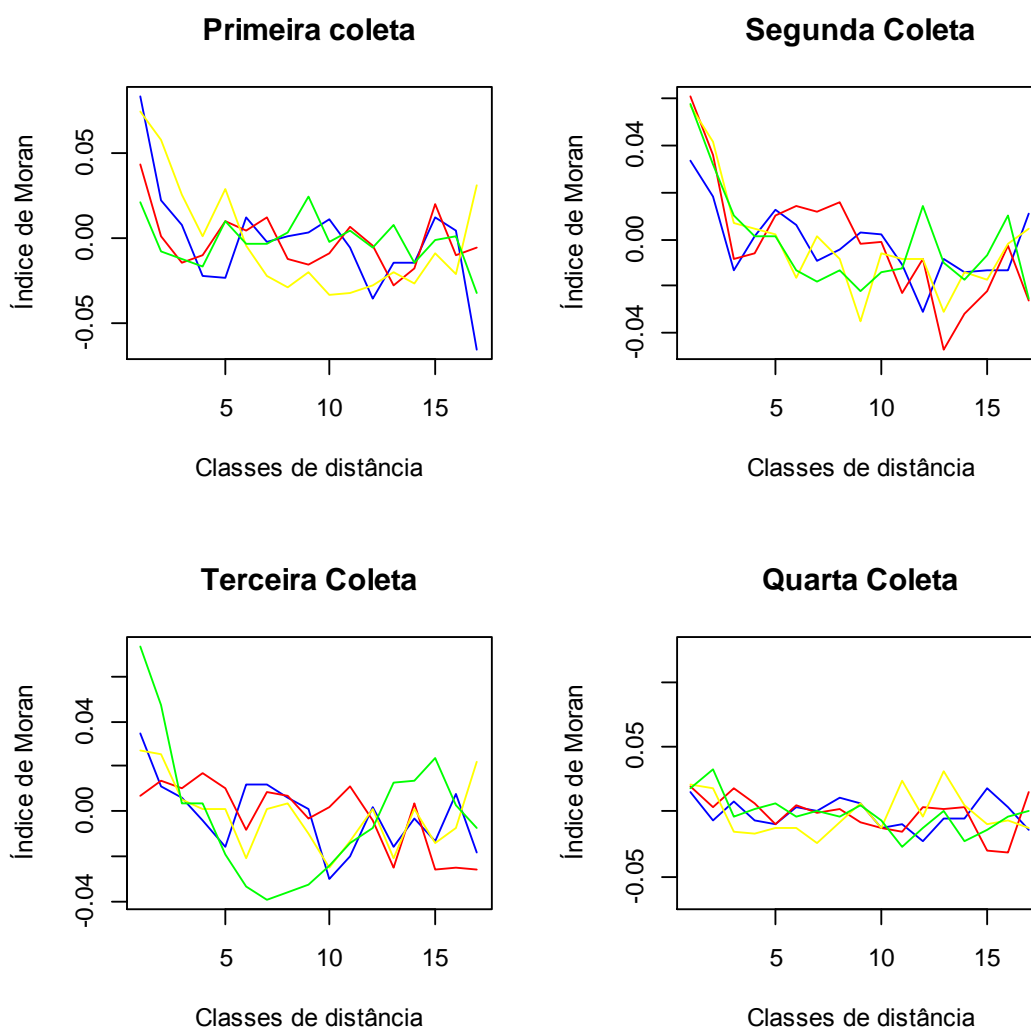 Primeira coleta
Índice de Moran
0.05
0.00
-0.05
5
10
15
Classes de distância
Segunda Coleta
Índice de Moran
0.04
0.00
-0.04
5
10
15
Classes de distância
Terceira Coleta
Índice de Moran
0.04
0.00
-0.04
5
10
15
Classes de distância
Quarta Coleta
Índice de Moran
0.05
-0.05
5
10
15
Classes de distância